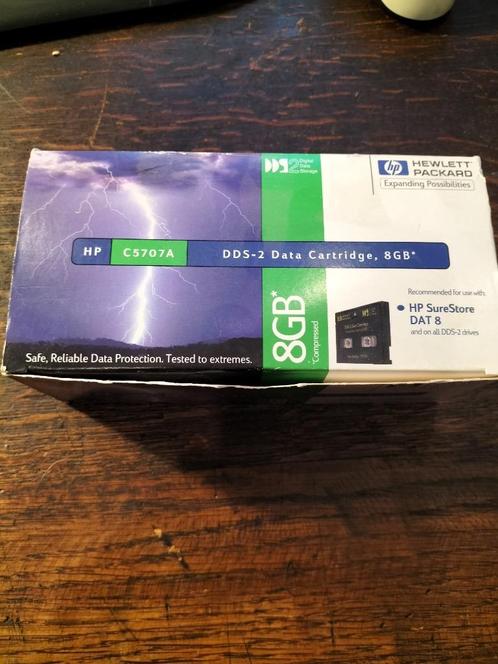 DDS2 Digital
Data
Storage
hp HEWLETT
PACKARD
Expanding Possibilities
HP C5707A DDS-2 Data Cartridge, 8GB*
8GB*
*Compressed
Recommended for use with:
HP SureStore
DAT 8
and on all DDS-2 drives
Safe, Reliable Data Protection. Tested to extremes.